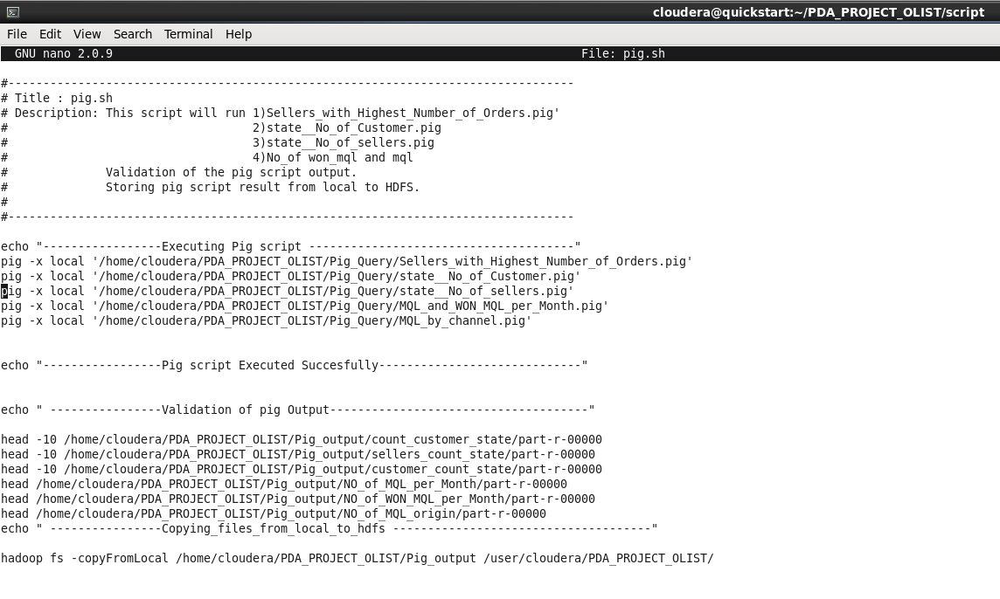 cloudera@quickstart:~/PDA_PROJECT_OLIST/script
File Edit View Search Terminal Help
GNU nano 2.0.9 File: pig.sh
#---------------------------------------------------------------------------------
# Title : pig.sh
# Description: This script will run 1)Sellers_with_Highest_Number_of_Orders.pig'
# 2)state__No_of_Customer.pig
# 3)state__No_of_sellers.pig
# 4)No_of won_mql and mql
# Validation of the pig script output.
# Storing pig script result from local to HDFS.
#
#---------------------------------------------------------------------------------
echo "-----------------Executing Pig script --------------------------------------"
pig -x local '/home/cloudera/PDA_PROJECT_OLIST/Pig_Query/Sellers_with_Highest_Number_of_Orders.pig'
pig -x local '/home/cloudera/PDA_PROJECT_OLIST/Pig_Query/state__No_of_Customer.pig'
pig -x local '/home/cloudera/PDA_PROJECT_OLIST/Pig_Query/state__No_of_sellers.pig'
pig -x local '/home/cloudera/PDA_PROJECT_OLIST/Pig_Query/MQL_and_WON_MQL_per_Month.pig'
pig -x local '/home/cloudera/PDA_PROJECT_OLIST/Pig_Query/MQL_by_channel.pig'
echo "-----------------Pig script Executed Succesfully-----------------------------"
echo " ----------------Validation of pig Output-------------------------------------"
head -10 /home/cloudera/PDA_PROJECT_OLIST/Pig_output/count_customer_state/part-r-00000
head -10 /home/cloudera/PDA_PROJECT_OLIST/Pig_output/sellers_count_state/part-r-00000
head -10 /home/cloudera/PDA_PROJECT_OLIST/Pig_output/customer_count_state/part-r-00000
head /home/cloudera/PDA_PROJECT_OLIST/Pig_output/NO_of_MQL_per_Month/part-r-00000
head /home/cloudera/PDA_PROJECT_OLIST/Pig_output/NO_of_WON_MQL_per_Month/part-r-00000
head /home/cloudera/PDA_PROJECT_OLIST/Pig_output/NO_of_MQL_origin/part-r-00000
echo " ----------------Copying_files_from_local_to_hdfs -------------------------------------"
hadoop fs -copyFromLocal /home/cloudera/PDA_PROJECT_OLIST/Pig_output /user/cloudera/PDA_PROJECT_OLIST/